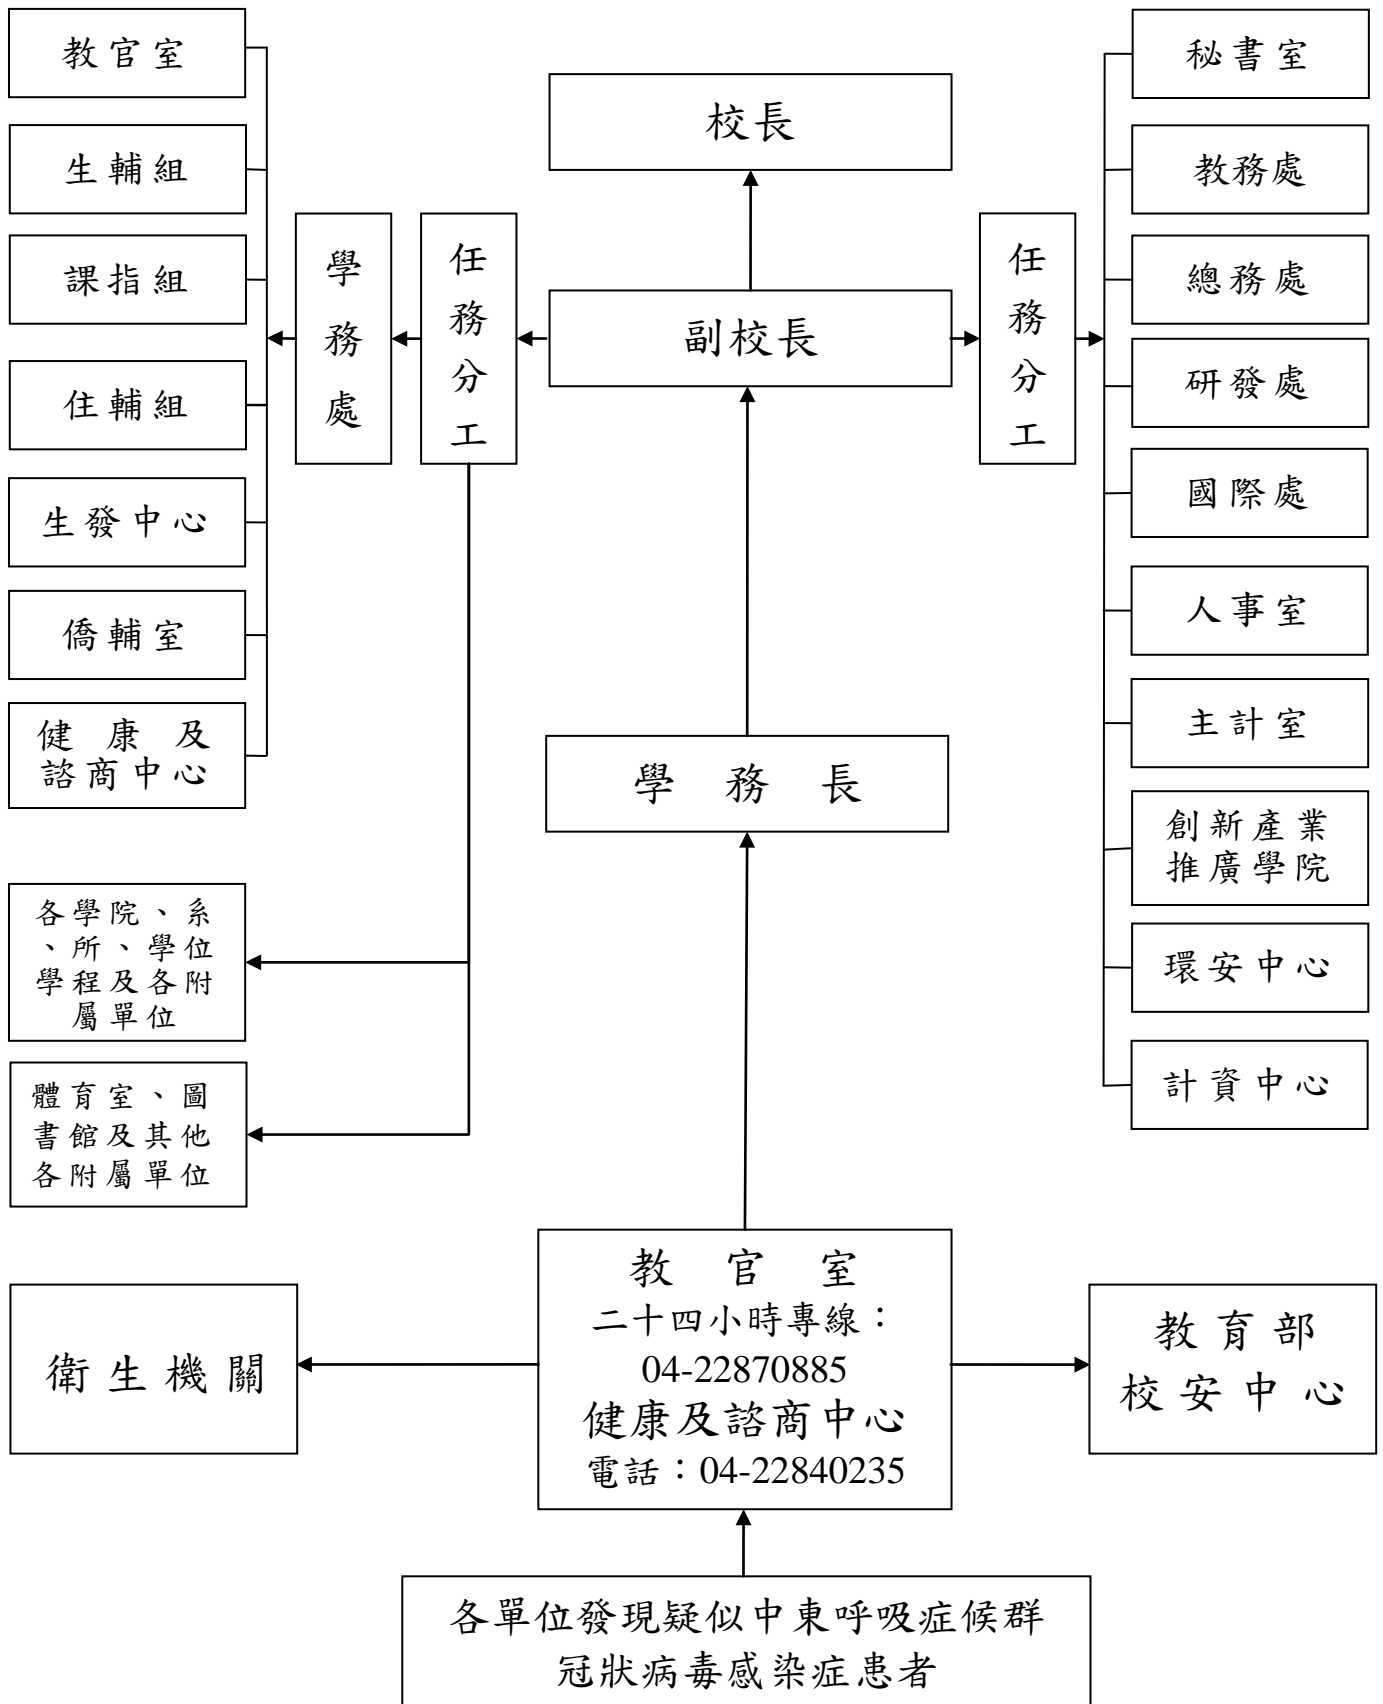 教官室
生輔組
課指組
住輔組
生發中心
僑輔室
健康及
諮商中心
各學院、系
、所、學位
學程及各附
屬單位
體育室、圖
書館及其他
各附屬單位
學務處
任務分工
校長
副校長
學務長
任務分工
秘書室
教務處
總務處
研發處
國際處
人事室
主計室
創新產業
推廣學院
環安中心
計資中心
衛生機關
教官室
二十四小時專線：
04-22870885
健康及諮商中心
電話：04-22840235
教育部
校安中心
各單位發現疑似中東呼吸症候群
冠狀病毒感染症患者